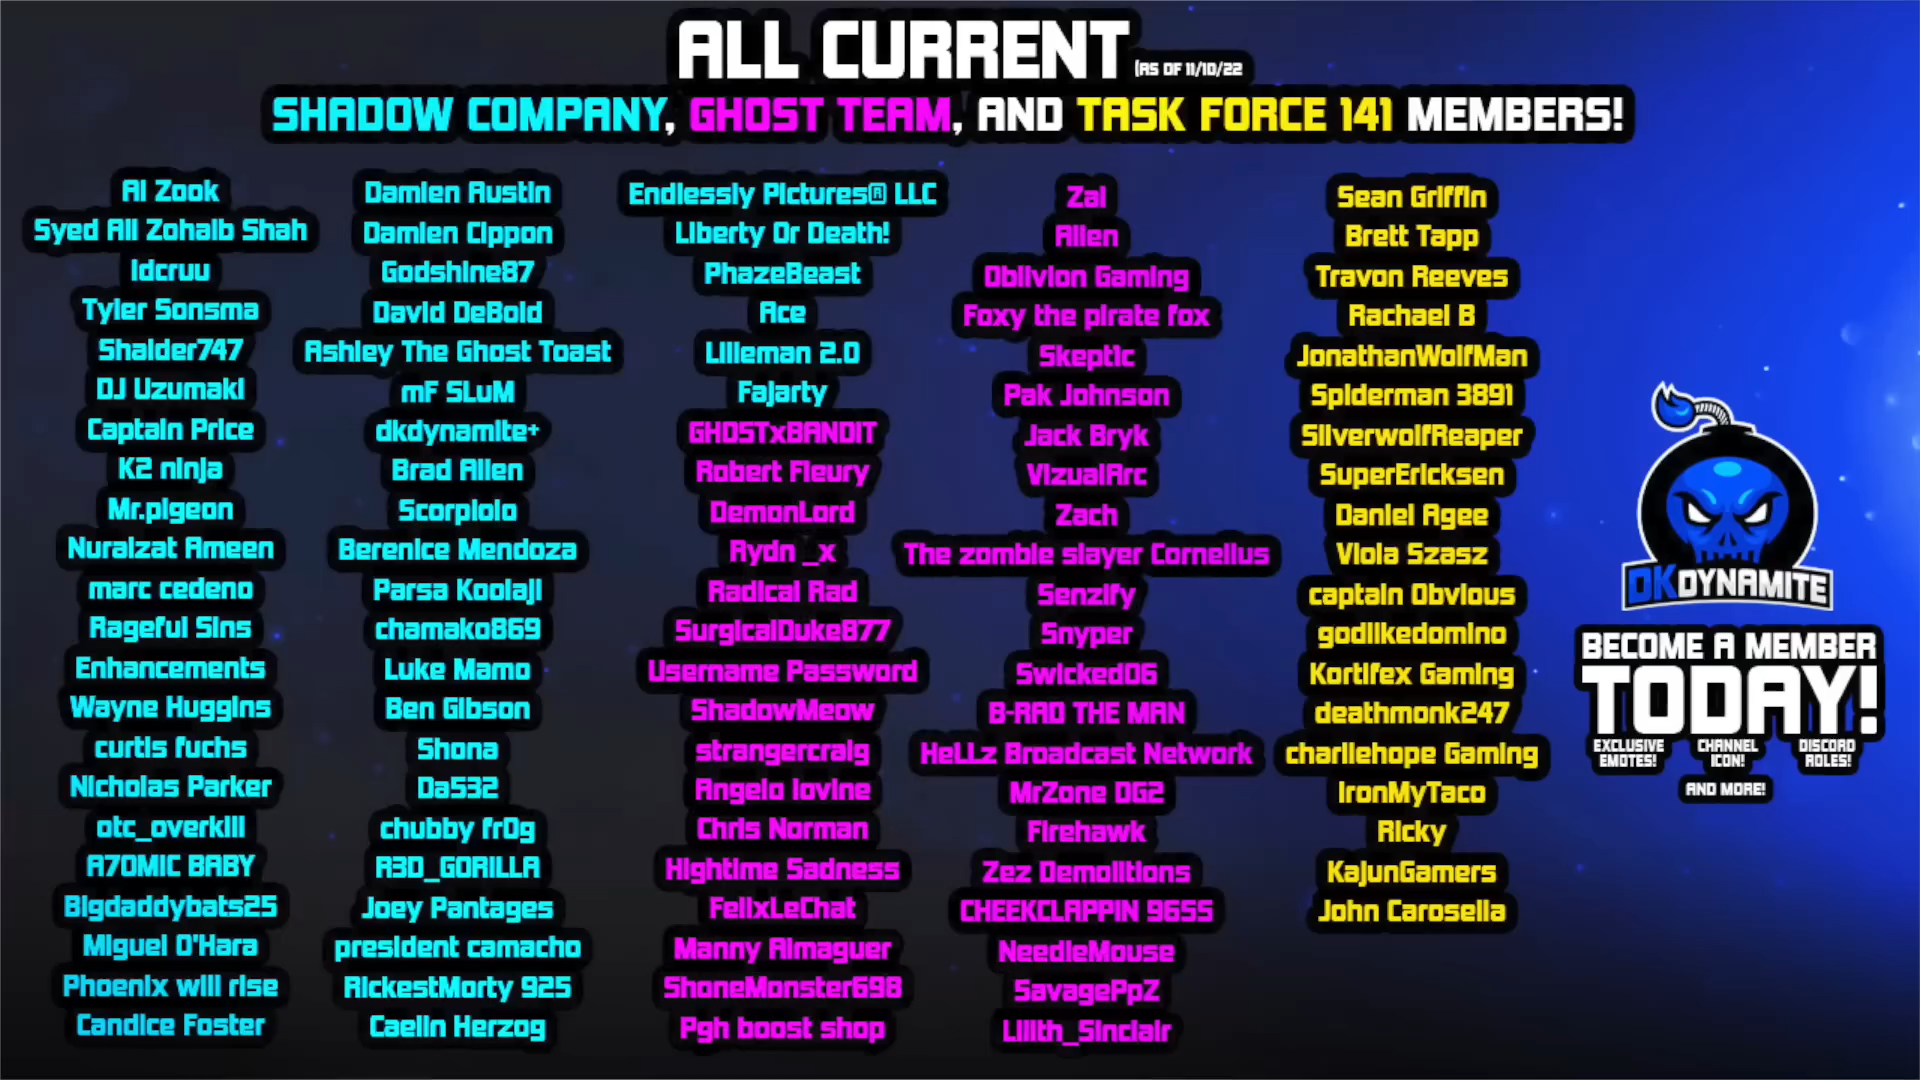 ALL CURRENT (AS OF 11/10/22
SHADOW COMPANY, GHOST TEAM, AND TASK FORCE 141 MEMBERS!
Al Zook
Syed Ali Zohaib Shah
Idcruu
Tyler Sonsma
Shaider747
DJ Uzumaki
Captain Price
K2 ninja
Mr.pigeon
Nuraizat Ameen
marc cedeno
Rageful Sins
Enhancements
Wayne Huggins
curtis fuchs
Nicholas Parker
otc_overkill
A70MIC BABY
Bigdaddybats25
Miguel O'Hara
Phoenix will rise
Candice Foster
Damien Austin
Damien Cippon
Godshine87
David DeBold
Ashley The Ghost Toast
mF SLuM
dkdynamite+
Brad Allen
Scorpiolo
Berenice Mendoza
Parsa Koolaji
chamako869
Luke Mamo
Ben Gibson
Shona
Da532
chubby fr0g
R3D_GORILLA
Joey Pantages
president camacho
RickestMorty 925
Caelin Herzog
Endlessly Pictures® LLC
Liberty Or Death!
PhazeBeast
Ace
Lilleman 2.0
Fajarty
GHOSTxBANDIT
Robert Fleury
DemonLord
Rydn _x
Radical Rad
SurgicalDuke877
Username Password
ShadowMeow
strangercraig
Angelo Iovine
Chris Norman
Hightime Sadness
FelixLeChat
Manny Almaguer
ShoneMonster698
Pgh boost shop
Zai
Allen
Oblivion Gaming
Foxy the pirate fox
Skept1c
Pak Johnson
Jack Bryk
VizualArc
Zach
The zombie slayer Cornelius
Senzify
Snyper
Swicked06
B-RAD THE MAN
HeLLz Broadcast Network
MrZone DG2
Firehawk
Zez Demolitions
CHEEKCLAPPIN 9655
NeedleMouse
SavagePpZ
Lilith_Sinclair
Sean Griffin
Brett Tapp
Travon Reeves
Rachael B
JonathanWolfMan
Spiderman 3891
SilverwolfReaper
SuperEricksen
Daniel Agee
Viola Szasz
captain Obvious
godlikedomino
Kortifex Gaming
deathmonk247
charliehope Gaming
IronMyTaco
Ricky
KajunGamers
John Carosella
DKDYNAMITE
BECOME A MEMBER
TODAY!
EXCLUSIVE EMOTES!
CHANNEL ICON!
DISCORD ROLES!
AND MORE!